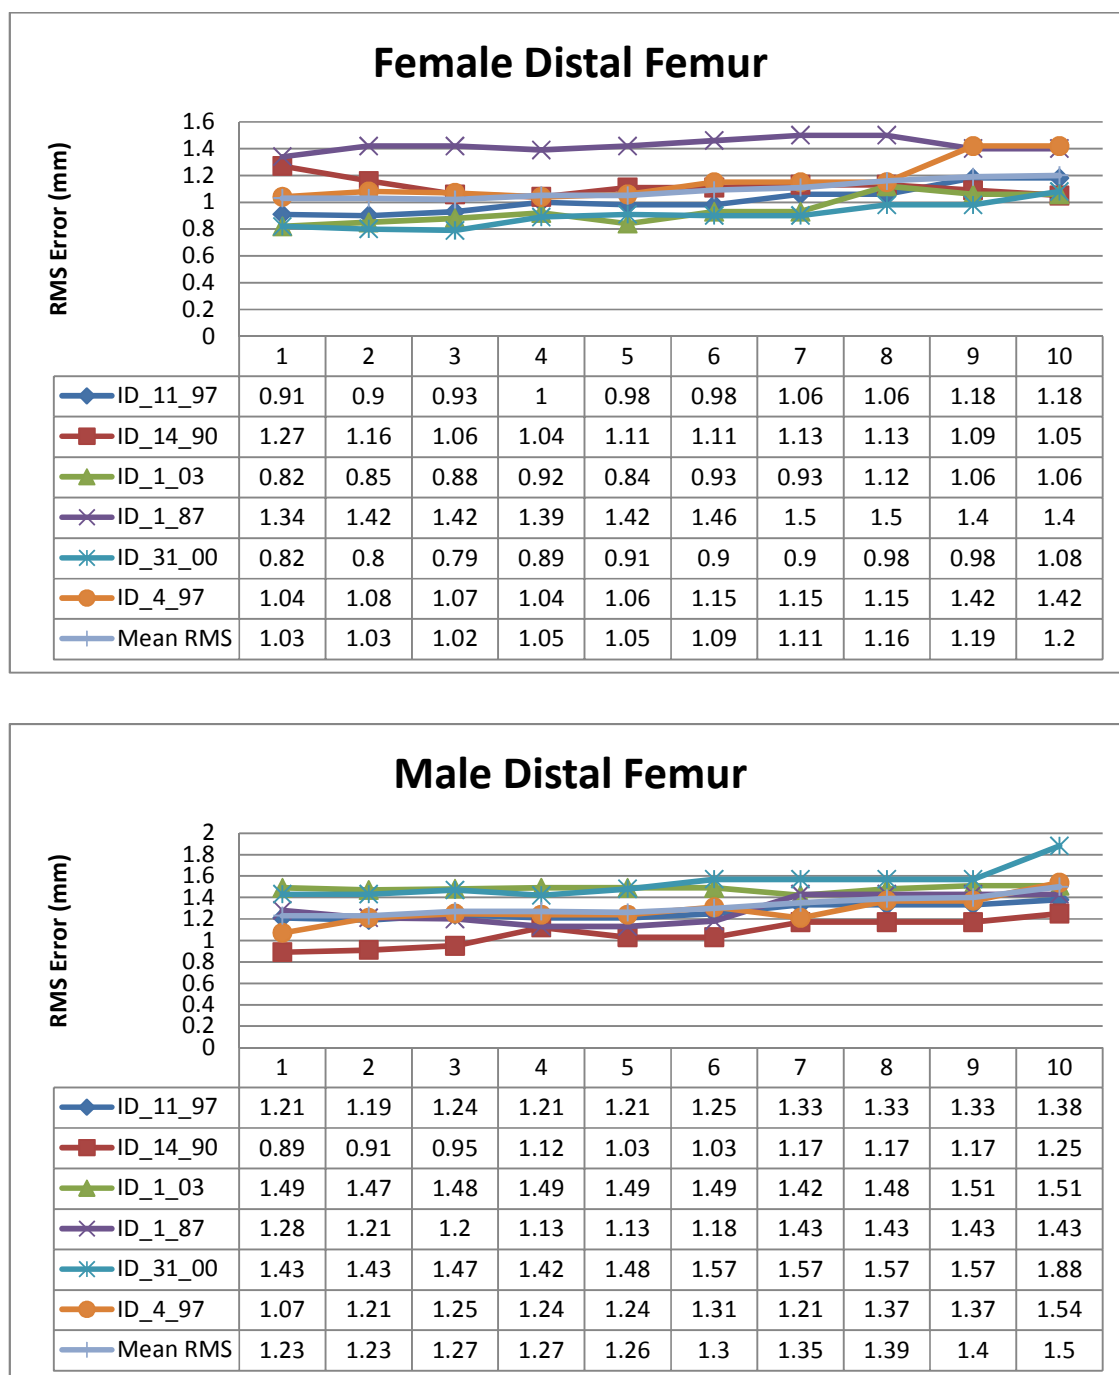 Female Distal Femur
RMS Error (mm)
1.6
1.4
1.2
1
0.8
0.6
0.4
0.2
0
1 2 3 4 5 6 7 8 9 10
ID_11_97 0.91 0.9 0.93 1 0.98 0.98 1.06 1.06 1.18 1.18
ID_14_90 1.27 1.16 1.06 1.04 1.11 1.11 1.13 1.13 1.09 1.05
ID_1_03 0.82 0.85 0.88 0.92 0.84 0.93 0.93 1.12 1.06 1.06
ID_1_87 1.34 1.42 1.42 1.39 1.42 1.46 1.5 1.5 1.4 1.4
ID_31_00 0.82 0.8 0.79 0.89 0.91 0.9 0.9 0.98 0.98 1.08
ID_4_97 1.04 1.08 1.07 1.04 1.06 1.15 1.15 1.15 1.42 1.42
Mean RMS 1.03 1.03 1.02 1.05 1.05 1.09 1.11 1.16 1.19 1.2
Male Distal Femur
RMS Error (mm)
2
1.8
1.6
1.4
1.2
1
0.8
0.6
0.4
0.2
0
1 2 3 4 5 6 7 8 9 10
ID_11_97 1.21 1.19 1.24 1.21 1.21 1.25 1.33 1.33 1.33 1.38
ID_14_90 0.89 0.91 0.95 1.12 1.03 1.03 1.17 1.17 1.17 1.25
ID_1_03 1.49 1.47 1.48 1.49 1.49 1.49 1.42 1.48 1.51 1.51
ID_1_87 1.28 1.21 1.2 1.13 1.13 1.18 1.43 1.43 1.43 1.43
ID_31_00 1.43 1.43 1.47 1.42 1.48 1.57 1.57 1.57 1.57 1.88
ID_4_97 1.07 1.21 1.25 1.24 1.24 1.31 1.21 1.37 1.37 1.54
Mean RMS 1.23 1.23 1.27 1.27 1.26 1.3 1.35 1.39 1.4 1.5